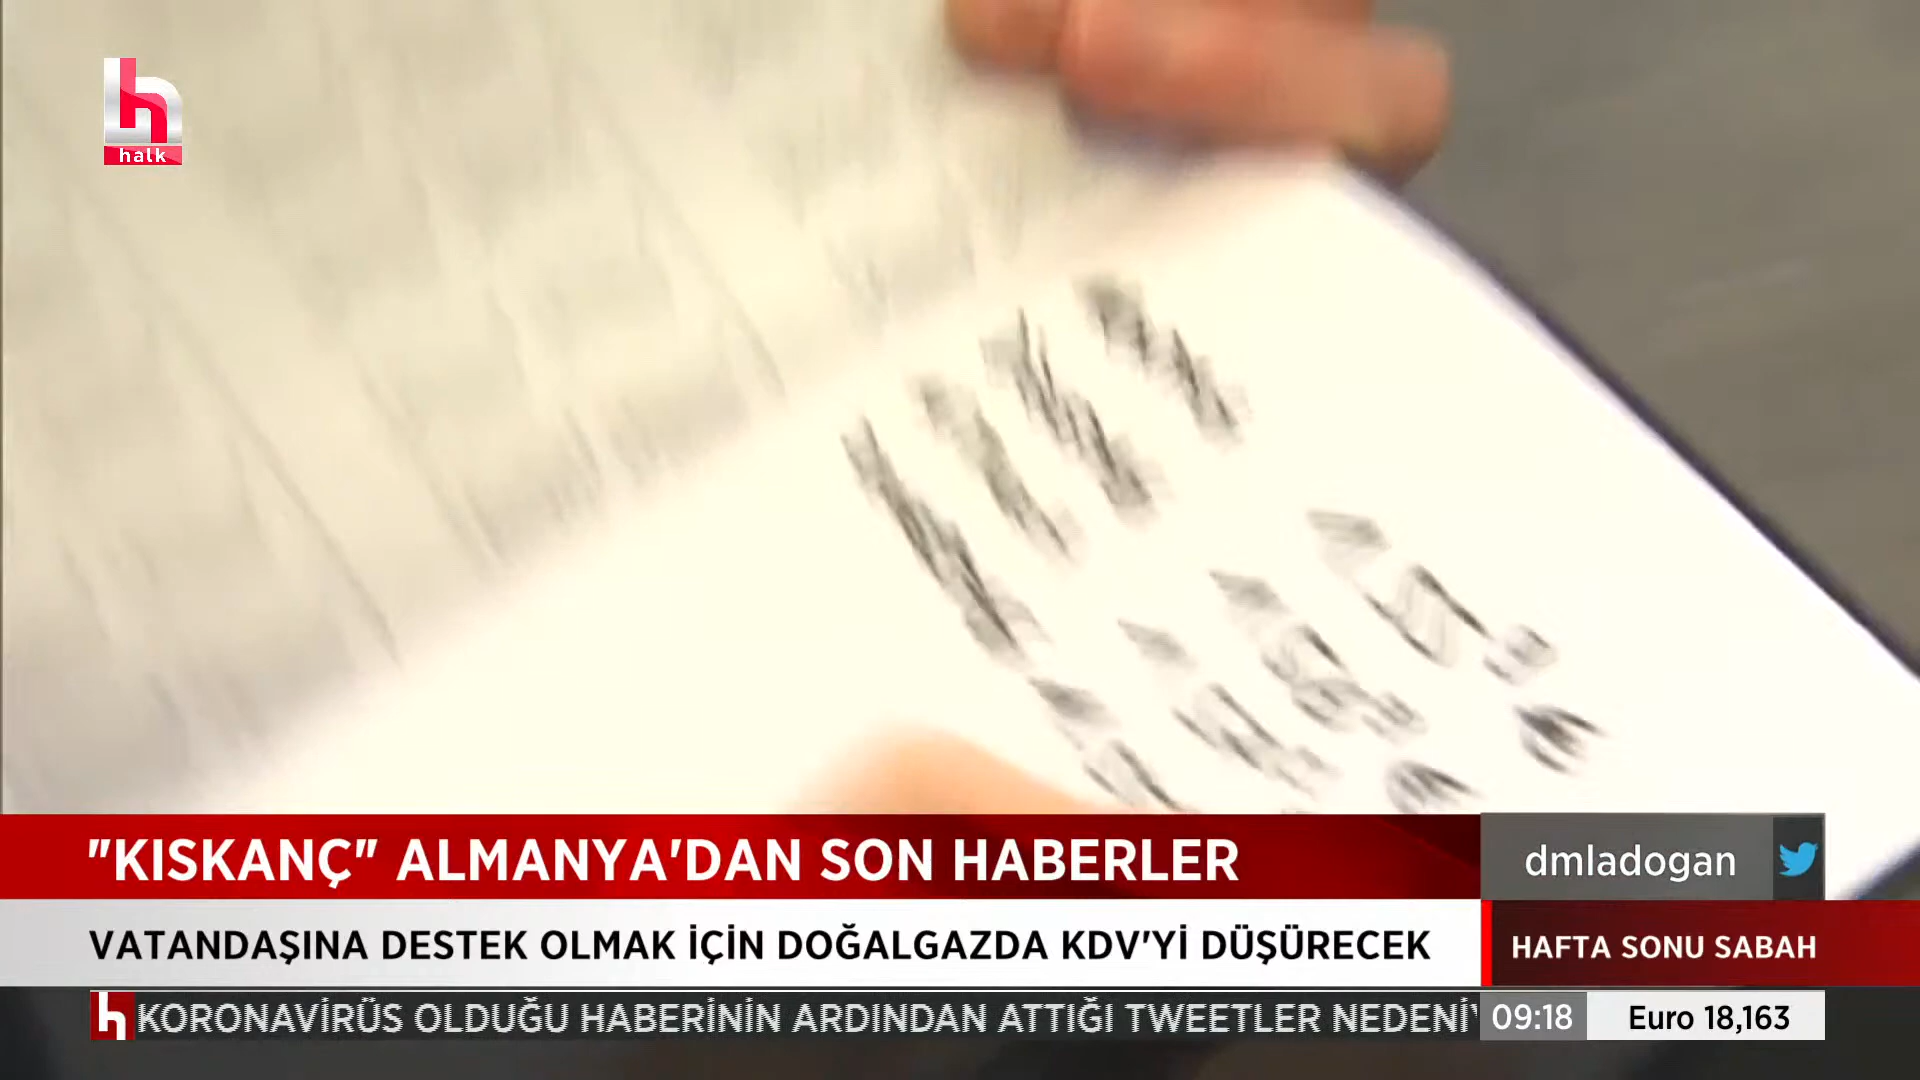 halk
"KISKANÇ" ALMANYA'DAN SON HABERLER
dmladogan
VATANDAŞINA DESTEK OLMAK İÇİN DOĞALGAZDA KDV'Yİ DÜŞÜRECEK
HAFTA SONU SABAH
KORONAVİRÜS OLDUĞU HABERİNİN ARDINDAN ATTIĞI TWEETLER
09:18
Euro 18,163